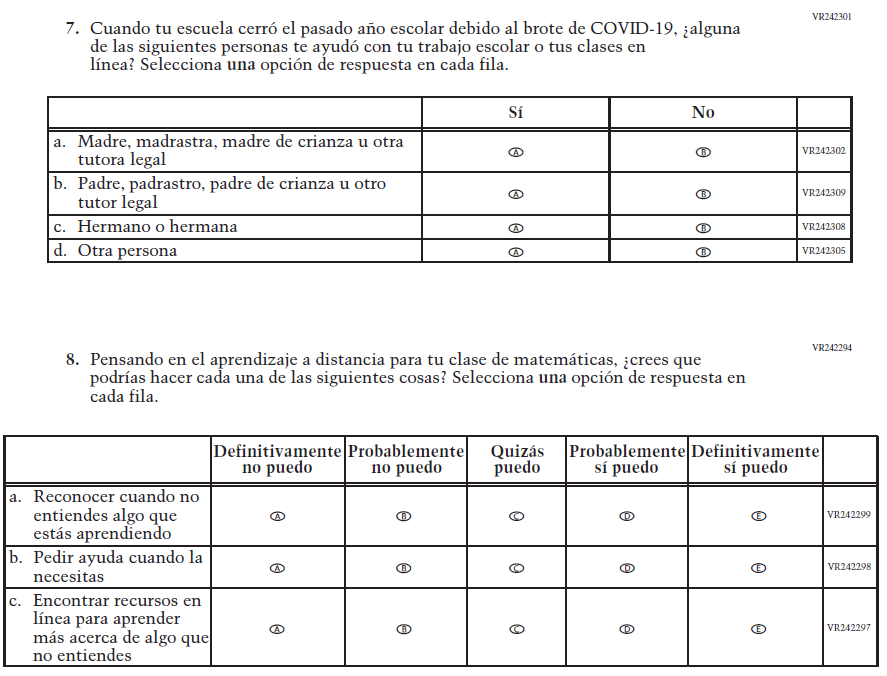 VR242301
7. Cuando tu escuela cerró el pasado año escolar debido al brote de COVID-19, ¿alguna
de las siguientes personas te ayudó con tu trabajo escolar o tus clases en
línea? Selecciona una opción de respuesta en cada fila.
Sí No
a. Madre, madrastra, madre de crianza u otra
tutora legal
A B VR242302
b. Padre, padrastro, padre de crianza u otro
tutor legal
A B VR242309
c. Hermano o hermana A B VR242308
d. Otra persona A B VR242305
VR242294
8. Pensando en el aprendizaje a distancia para tu clase de matemáticas, ¿crees que
podrías hacer cada una de las siguientes cosas? Selecciona una opción de respuesta en
cada fila.
Definitivamente Probablemente Quizás Probablemente Definitivamente
no puedo no puedo puedo sí puedo sí puedo
a. Reconocer cuando no
entiendes algo que
estás aprendiendo
A B C D E VR242299
b. Pedir ayuda cuando la
necesitas
A B C D E VR242298
c. Encontrar recursos en
línea para aprender
más acerca de algo que
no entiendes
A B C D E VR242297